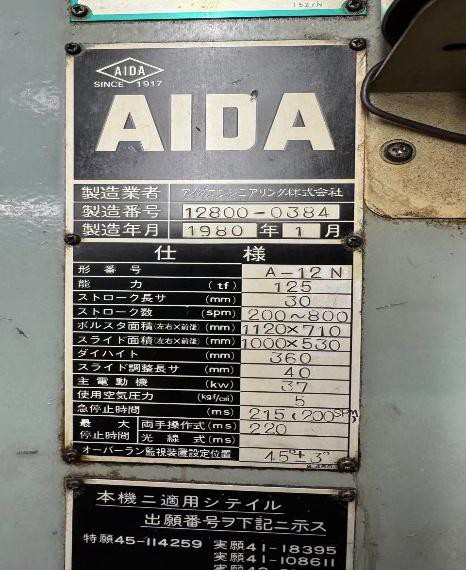 AIDA
SINCE 1917
AIDA
製造業者 アイダエンジニアリング株式会社
製造番号 12800-0384
製造年月 1980年1月
仕様
形番号 A-12N
能力 (tf) 125
ストローク長サ (mm) 30
ストローク数 (spm) 200~800
ボルスタ面積(左右×前後) (mm) 1120×710
スライド面積(左右×前後) (mm) 1000×530
ダイハイト (mm) 360
スライド調整長サ (mm) 40
主電動機 (kw) 37
使用空気圧力 (kgf/cm²) 5
急停止時間 (ms) 215(200SPM)
最大停止時間 両手操作式(ms) 220
光線式(ms)
オーバーラン監視装置設定位置 15°±3°
本機ニ適用シテイル
出願番号ヲ下記ニ示ス
特願45-114259 実願41-18395
実願41-108611